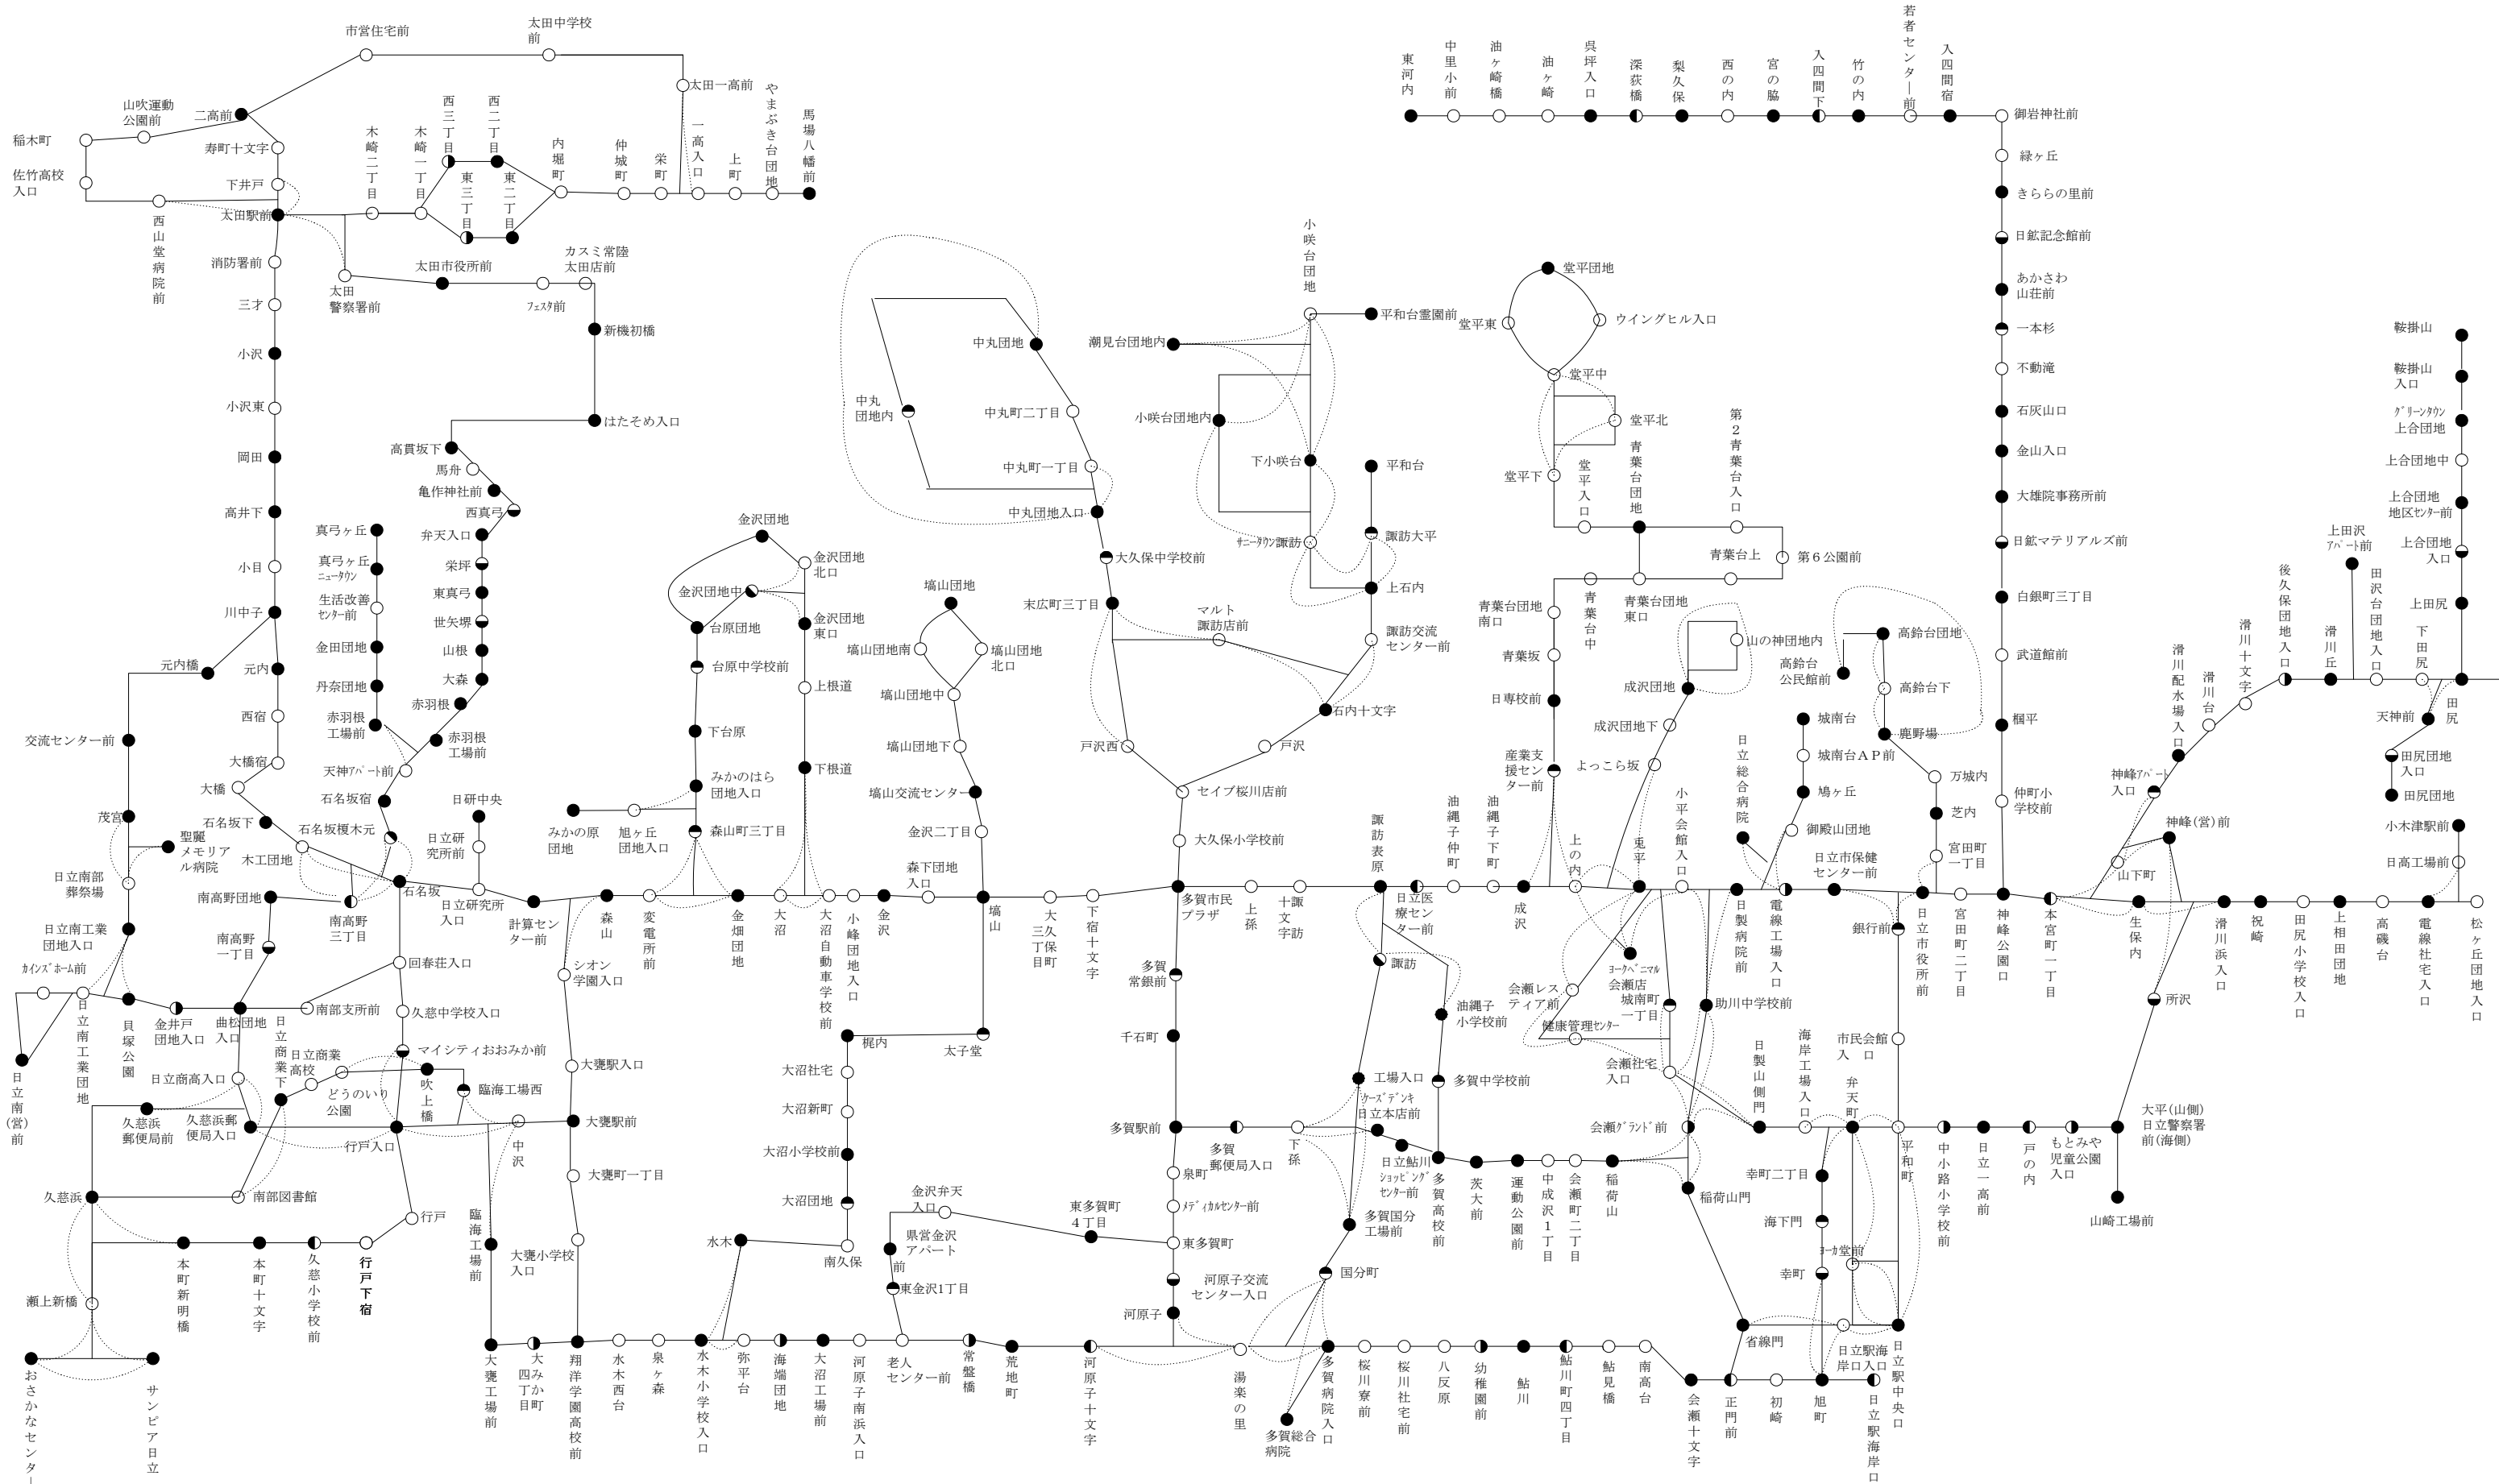 市営住宅前
太田中学校
前
太田一高前
山吹運動
公園前
二高前
稲木町
佐竹高校
入口
寿町十文字
下井戸
太田駅前
西山堂病院前
消防署前
三才
小沢
小沢東
岡田
高井下
小目
川中子
元内橋
元内
西宿
大橋宿
大橋
石名坂下
木工団地
木崎二丁目
木崎一丁目
西三丁目
西二丁目
東三丁目
東二丁目
内堀町
仲城町
栄町
一高入口
上町
やまぶき台団地
馬場八幡前
太田
警察署前
太田市役所前
ﾌｪｽﾀ前
カスミ常陸
太田店前
新機初橋
はたそめ入口
高貫坂下
馬舟
亀作神社前
西真弓
弁天入口
栄坪
東真弓
世矢堺
山根
大森
赤羽根
赤羽根
工場前
真弓ヶ丘
真弓ヶ丘
ﾆｭｰﾀｳﾝ
生活改善
ｾﾝﾀｰ前
金田団地
丹奈団地
赤羽根
工場前
天神ｱﾊﾟｰﾄ前
石名坂宿
石名坂榎木元
石名坂
日研中央
日立研
究所前
日立研究所
入口
計算セン
ター前
交流センター前
茂宮
聖麗
メモリア
ル病院
日立南部
葬祭場
日立南工業
団地入口
ｶｲﾝｽﾞﾎｰﾑ前
日立南(営)前
日立南工業団地
貝塚公園
金井戸
団地入口
曲松団地
入口
南部支所前
南高野団地
南高野
一丁目
南高野
三丁目
回春荘入口
久慈中学校入口
マイシティおおみか前
日立商高入口
日立商業下
日立商業
高校
どうのいり
公園
吹上橋
臨海工場西
久慈浜
郵便局前
久慈浜郵
便局入口
行戸入口
中沢
久慈浜
南部図書館
行戸
瀬上新橋
本町新明橋
本町十文字
久慈小学校前
行戸下宿
おさかなセンター
サンピア日立
臨海工場前
大甕工場前
金沢団地
金沢団地
北口
金沢団地中
金沢団地
東口
台原団地
台原中学校前
下台原
上根道
下根道
みかのはら
団地入口
みかの原
団地
旭ヶ丘
団地入口
森山町三丁目
森山
変電所前
金畑団地
大沼
大沼自動車学校前
小峰団地入口
金沢
森下団地
入口
塙山
大久保町
三丁目
下宿十文字
シオン
学園入口
大甕駅入口
大甕駅前
大甕町一丁目
大甕小学校
入口
大みか町
四丁目
翔洋学園高校前
水木西台
泉ヶ森
水木小学校入口
弥平台
海端団地
大沼工場前
河原子南浜入口
老人
センター前
常盤橋
荒地町
河原子十文字
湯楽の里
塙山団地
塙山団地南
塙山団地
北口
塙山団地中
塙山団地下
塙山交流センター
金沢二丁目
太子堂
梶内
大沼社宅
大沼新町
大沼小学校前
大沼団地
南久保
水木
金沢弁天
入口
県営金沢
アパート
前
東金沢1丁目
東多賀町
４丁目
中丸団地
中丸
団地内
中丸町二丁目
中丸町一丁目
中丸団地入口
大久保中学校前
末広町三丁目
マルト
諏訪店前
戸沢西
戸沢
石内十文字
セイブ桜川店前
大久保小学校前
多賀市民
プラザ
上孫
十文字
諏訪
諏訪表原
小咲台団地
平和台霊園前
潮見台団地内
小咲台団地内
下小咲台
平和台
ｻﾆｰﾀｳﾝ諏訪
諏訪大平
上石内
諏訪交流
センター前
多賀
常銀前
千石町
多賀駅前
多賀
郵便局入口
下孫
泉町
ﾒﾃﾞｨｶﾙｾﾝﾀｰ前
東多賀町
河原子交流
センター入口
河原子
日立医
療セン
ター前
油縄子仲町
油縄子下町
成沢
諏訪
油縄子
小学校前
工場入口
多賀中学校前
ｹｰｽﾞﾃﾞﾝｷ
日立本店前
日立鮎川
ｼｮｯﾋﾟﾝｸﾞ
ｾﾝﾀｰ前
多賀高校前
茨大前
運動公園前
中成沢１丁目
会瀬町二丁目
稲荷山
多賀国分
工場前
国分町
多賀総合
病院
多賀病院入口
桜川寮前
桜川社宅前
八反原
幼稚園前
鮎川
鮎川町四丁目
鮎見橋
南高台
会瀬十文字
正門前
初崎
旭町
日立駅海岸口
堂平団地
堂平東
ウイングヒル入口
堂平中
堂平北
堂平下
堂平入口
青葉台団地
第２青葉台入口
青葉台上
第６公園前
青葉台中
青葉台団地
東口
青葉台団地
南口
青葉坂
日専校前
産業支
援セン
ター前
上の内
山の神団地内
成沢団地
成沢団地下
よっこら坂
兎平
小平会館入口
ﾖｰｸﾍﾞﾆﾏﾙ
会瀬店
会瀬レス
ティア前
健康管理ｾﾝﾀｰ
城南町
一丁目
会瀬社宅
入口
助川中学校前
会瀬ｸﾞﾗﾝﾄﾞ前
稲荷山門
日製山側門
海岸工場入口
弁天町
平和町
中小路小学校前
日立一高前
戸の内
もとみや
児童公園
入口
大平(山側)
日立警察署
前(海側)
山崎工場前
幸町二丁目
海下門
幸町
ﾖｰｶ堂前
省線門
日立駅海
岸口入口
日立駅中央口
日立総合病院
日製病院前
城南台
城南台ＡＰ前
鳩ヶ丘
御殿山団地
電線工場入口
日立市保健
センター前
銀行前
日立市役所前
市民会館
入　口
宮田町二丁目
神峰公園口
高鈴台団地
高鈴台
公民館前
高鈴台下
鹿野場
万城内
芝内
宮田町
一丁目
東河内
中里小前
油ヶ崎橋
油ヶ崎
呉坪入口
深荻橋
梨久保
西の内
宮の脇
入四間下
竹の内
若者センター前
入四間宿
御岩神社前
緑ヶ丘
きららの里前
日鉱記念館前
あかさわ
山荘前
一本杉
不動滝
石灰山口
金山入口
大雄院事務所前
日鉱マテリアルズ前
白銀町三丁目
武道館前
棝平
仲町小
学校前
本宮町一丁目
神峰ｱﾊﾟｰﾄ
入口
神峰(営)前
山下町
生保内
所沢
滑川配水場入口
滑川台
滑川十文字
後久保団地入口
滑川丘
上田沢
ｱﾊﾟｰﾄ前
田沢台団地入口
下田尻
田尻
天神前
田尻団地
入口
田尻団地
鞍掛山
鞍掛山
入口
ｸﾞﾘｰﾝﾀｳﾝ
上合団地
上合団地中
上合団地
地区ｾﾝﾀｰ前
上合団地
入口
上田尻
小木津駅前
日高工場前
滑川浜入口
祝崎
田尻小学校入口
上相田団地
高磯台
電線社宅入口
松ヶ丘団地入口